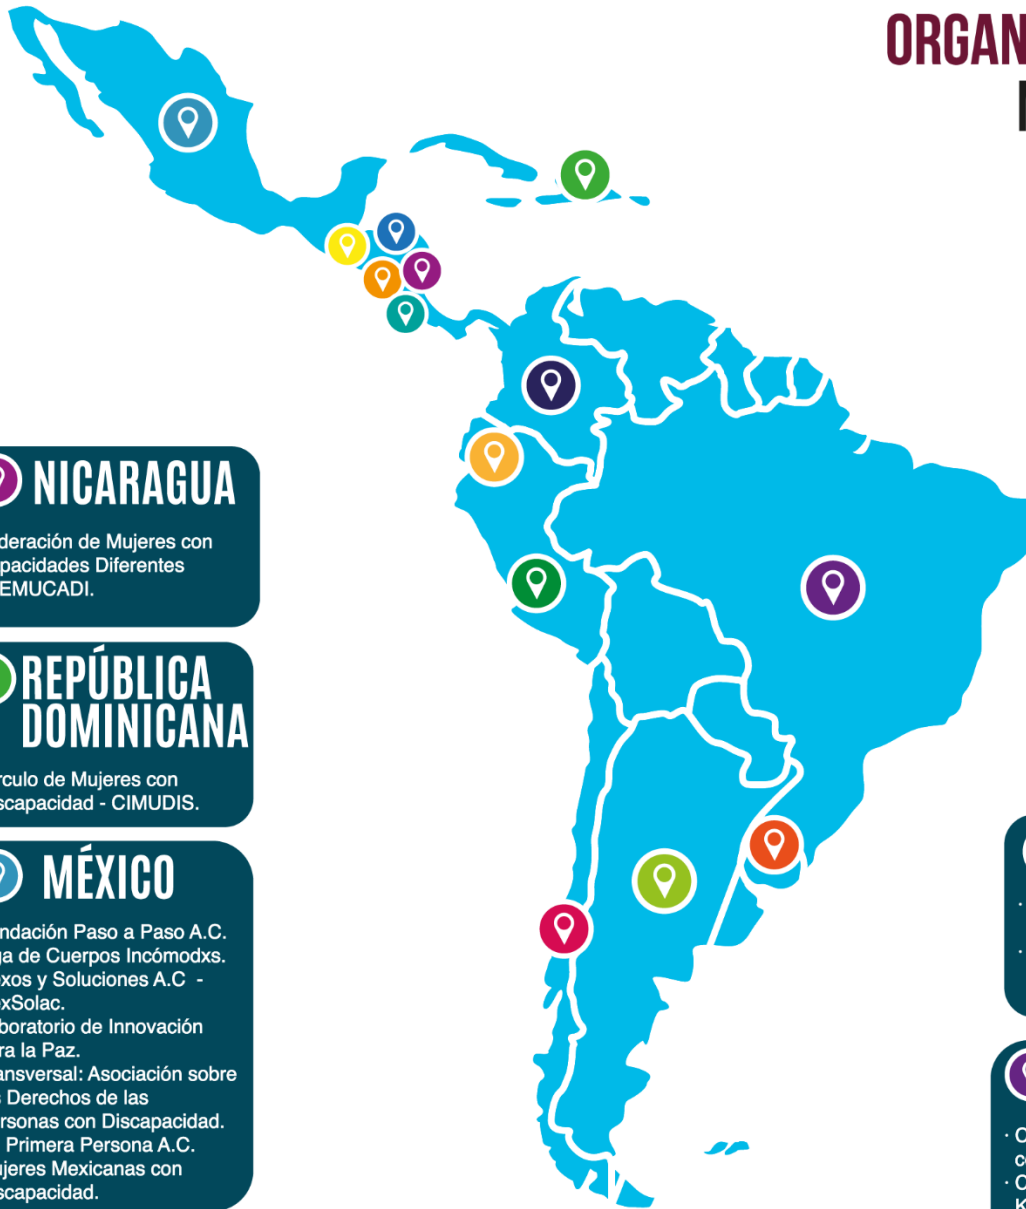 ORGAN
NICARAGUA
deración de Mujeres con
pacidades Diferentes
EMUCADI.
REPÚBLICA
DOMINICANA
rculo de Mujeres con
scapacidad - CIMUDIS.
MÉXICO
ndación Paso a Paso A.C.
ga de Cuerpos Incómodxs.
exos y Soluciones A.C -
xSolac.
boratorio de Innovación
ra la Paz.
ansversal: Asociación sobre
s Derechos de las
rsonas con Discapacidad.
Primera Persona A.C.
ujeres Mexicanas con
scapacidad.